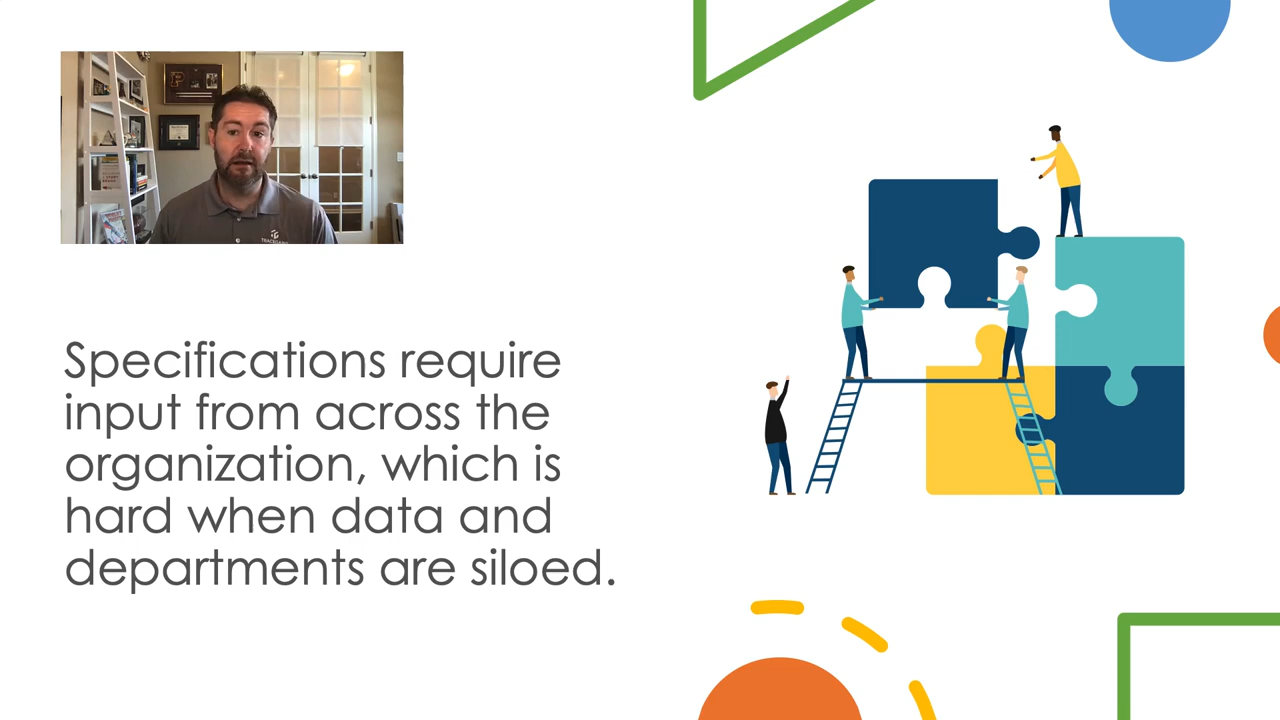 Specifications require
input from across the
organization, which is
hard when data and
departments are siloed.